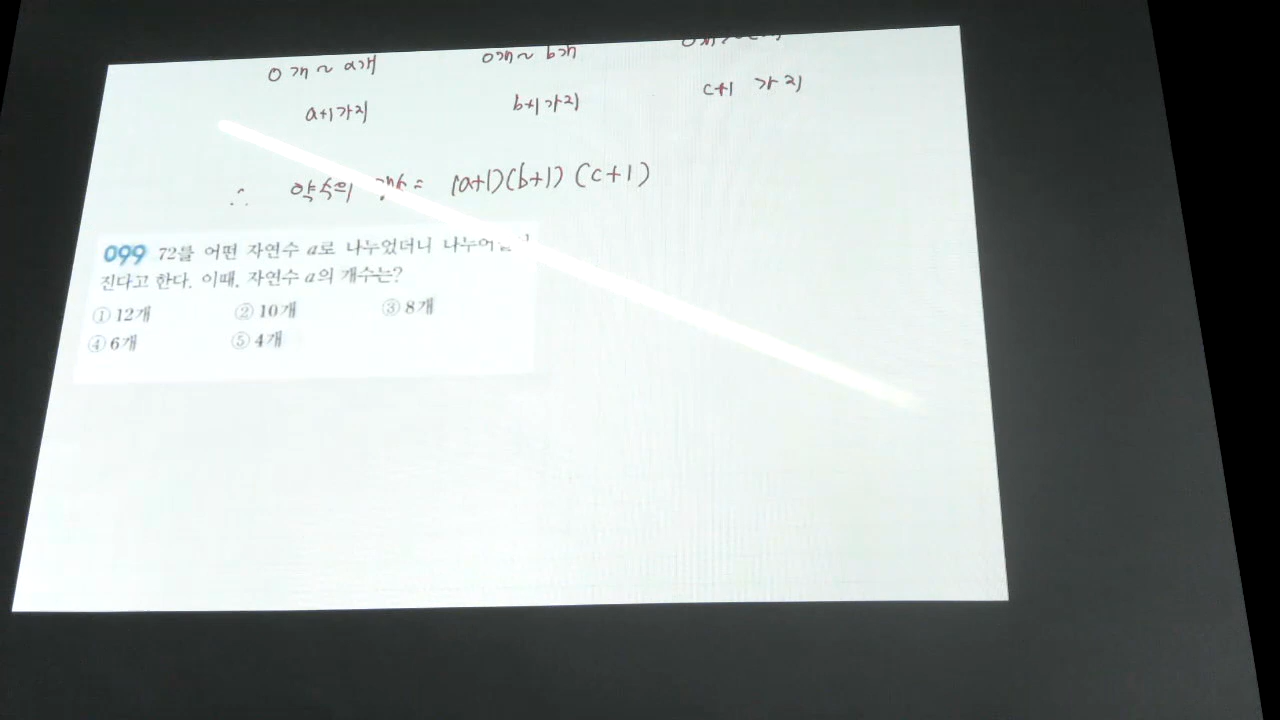 0개~a개 0개~b개
a+1가지 b+1가지 c+1 가지
∴ 약수의 = (a+1)(b+1)(c+1)
099 72를 어떤 자연수 a로 나누었더니
진다고 한다. 이때, 자연수 a의 개수는?
① 12개 ② 10개 ③ 8개
④ 6개 ⑤ 4개